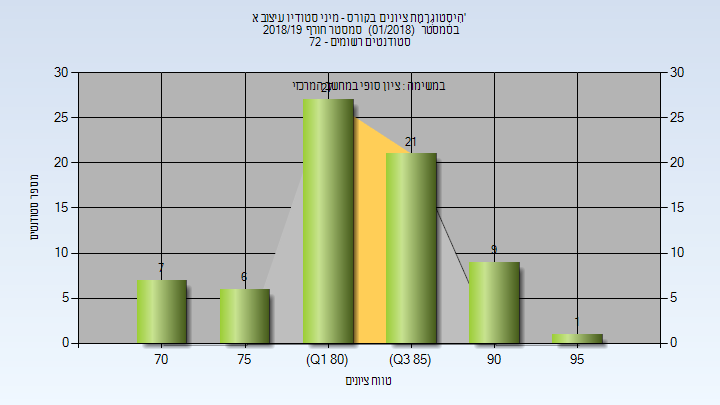 היסטוגרמת ציונים בקורס - מיני סטודיו עיצוב א'
בסמסטר (01/2018) סמסטר חורף 2018/19
סטודנטים רשומים - 72
במשימה : ציון סופי במחשב המרכזי
30 30
25 25
20 20
15 15
10 10
5 5
0 0
מספר סטודנטים
7 6 27 21 9 1
70 75 (Q1 80) (Q3 85) 90 95
טווח ציונים